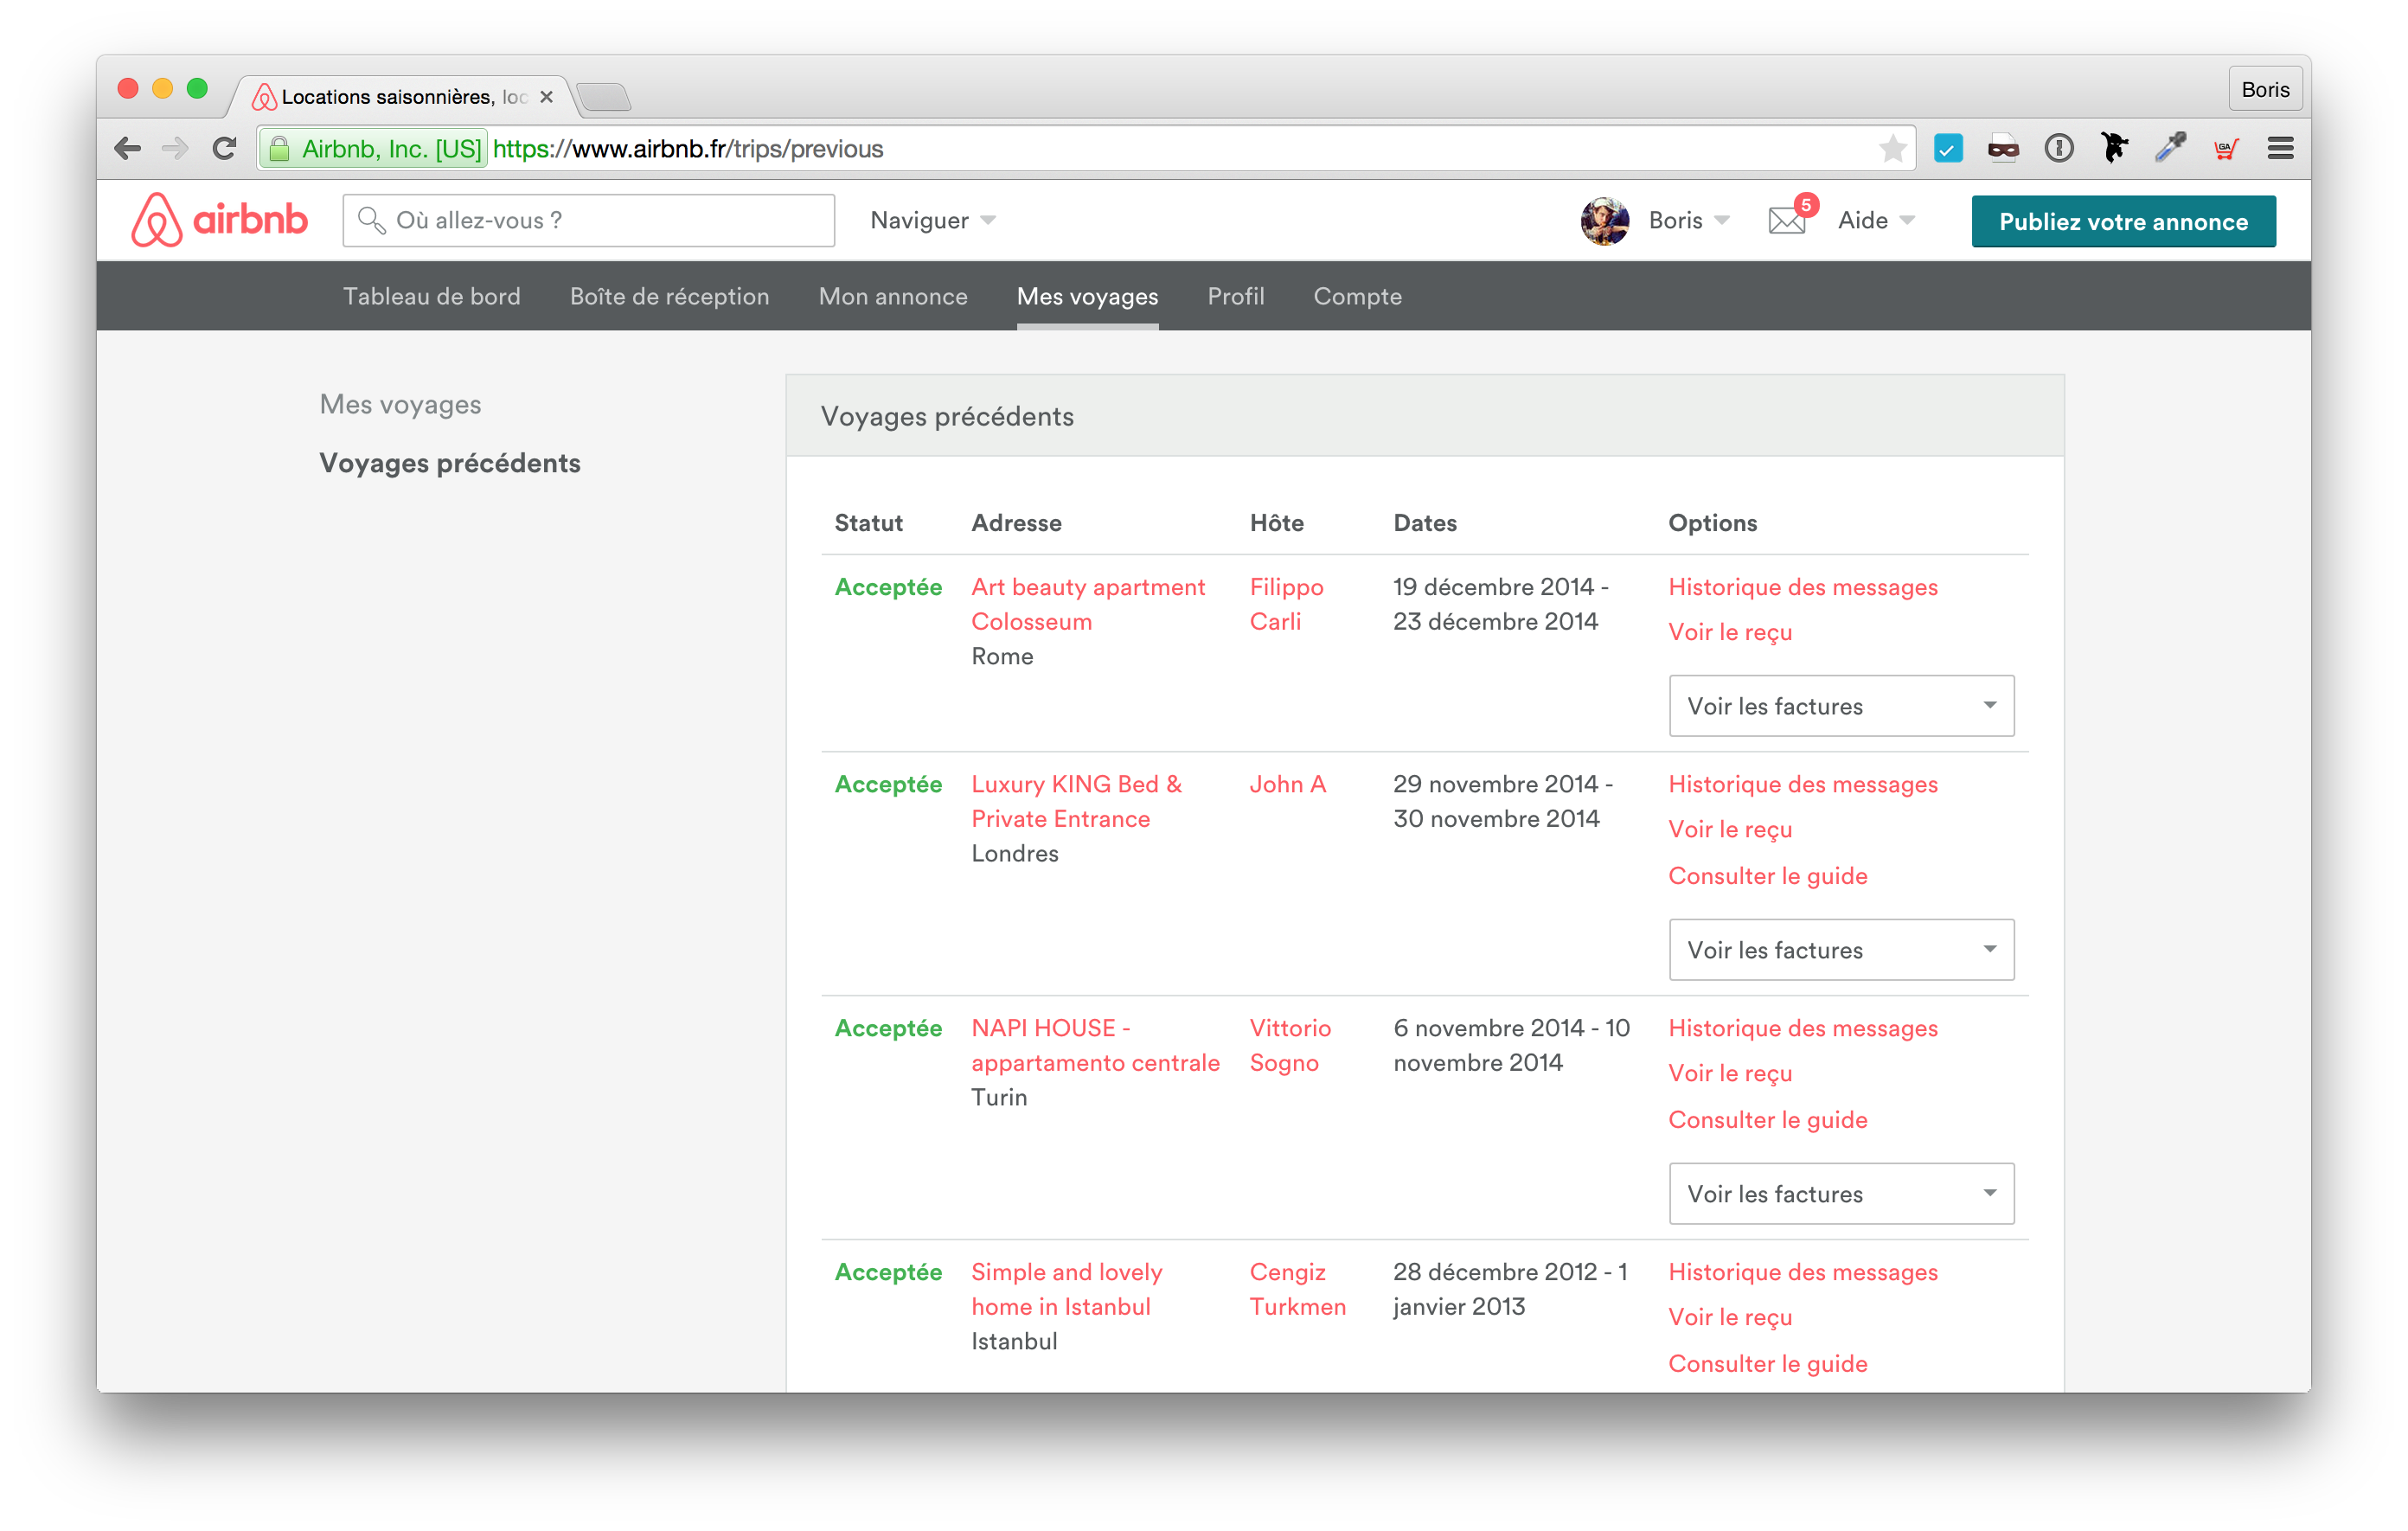 Locations saisonnières, loc
Boris
Airbnb, Inc. [US] https://www.airbnb.fr/trips/previous
airbnb
Où allez-vous ?
Naviguer
Boris
5
Aide
Publiez votre annonce
Tableau de bord
Boîte de réception
Mon annonce
Mes voyages
Profil
Compte
Mes voyages
Voyages précédents
Voyages précédents
Statut
Adresse
Hôte
Dates
Options
Acceptée
Art beauty apartment
Colosseum
Rome
Filippo
Carli
19 décembre 2014 -
23 décembre 2014
Historique des messages
Voir le reçu
Voir les factures
Acceptée
Luxury KING Bed &
Private Entrance
Londres
John A
29 novembre 2014 -
30 novembre 2014
Historique des messages
Voir le reçu
Consulter le guide
Voir les factures
Acceptée
NAPI HOUSE -
appartamento centrale
Turin
Vittorio
Sogno
6 novembre 2014 - 10
novembre 2014
Historique des messages
Voir le reçu
Consulter le guide
Voir les factures
Acceptée
Simple and lovely
home in Istanbul
Istanbul
Cengiz
Turkmen
28 décembre 2012 - 1
janvier 2013
Historique des messages
Voir le reçu
Consulter le guide